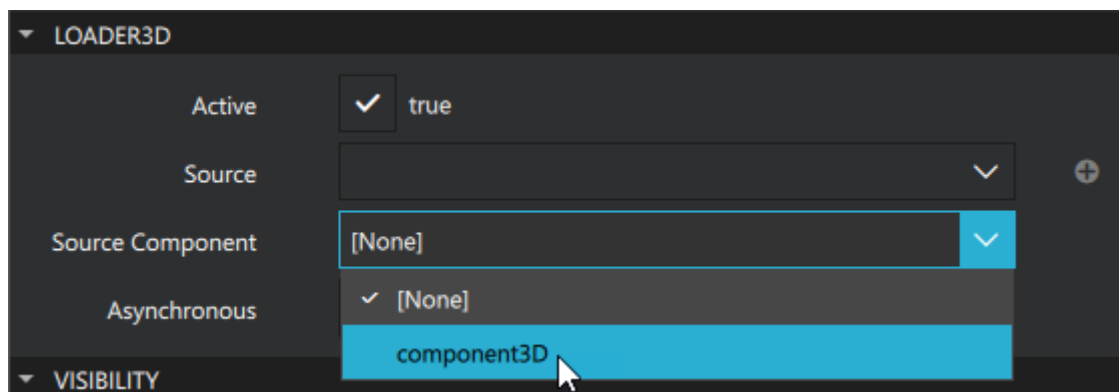 LOADER3D
Active true
Source
Source Component [None]
[None]
Asynchronous
component3D
VISIBILITY